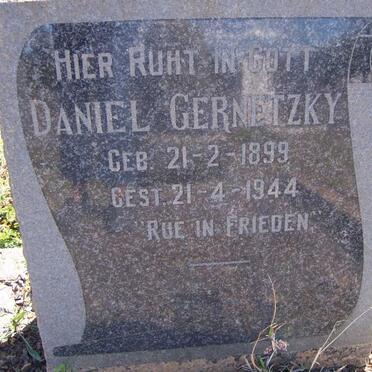 HIER RUHT IN GOTT
DANIEL GERNETZKY
GEB. 21-2-1899
GEST. 21-4-1944
"RUE IN FRIEDEN."